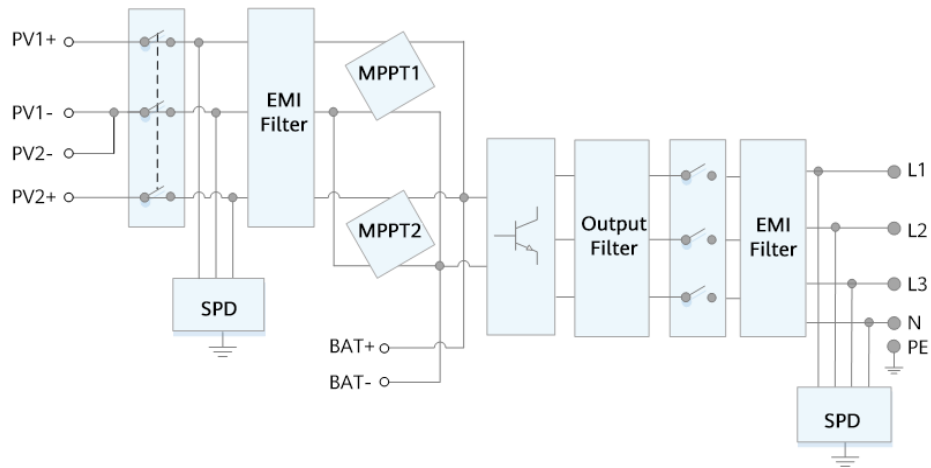 PV1+
PV1-
PV2-
PV2+
EMI
Filter
MPPT1
MPPT2
SPD
BAT+
BAT-
Output
Filter
EMI
Filter
L1
L2
L3
N
PE
SPD